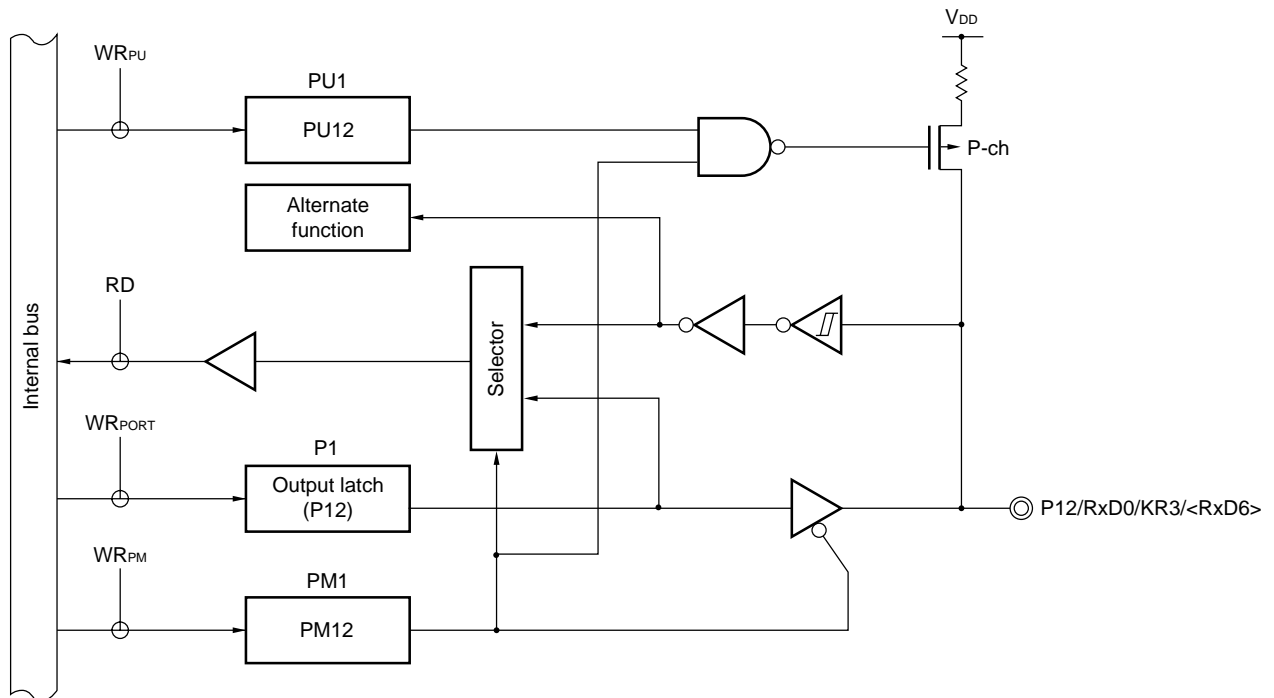 VDD
WRPU
PU1
PU12
P-ch
Alternate
function
RD
Internal bus
Selector
WRPORT
P1
Output latch
(P12)
P12/RxD0/KR3/<RxD6>
WRPM
PM1
PM12